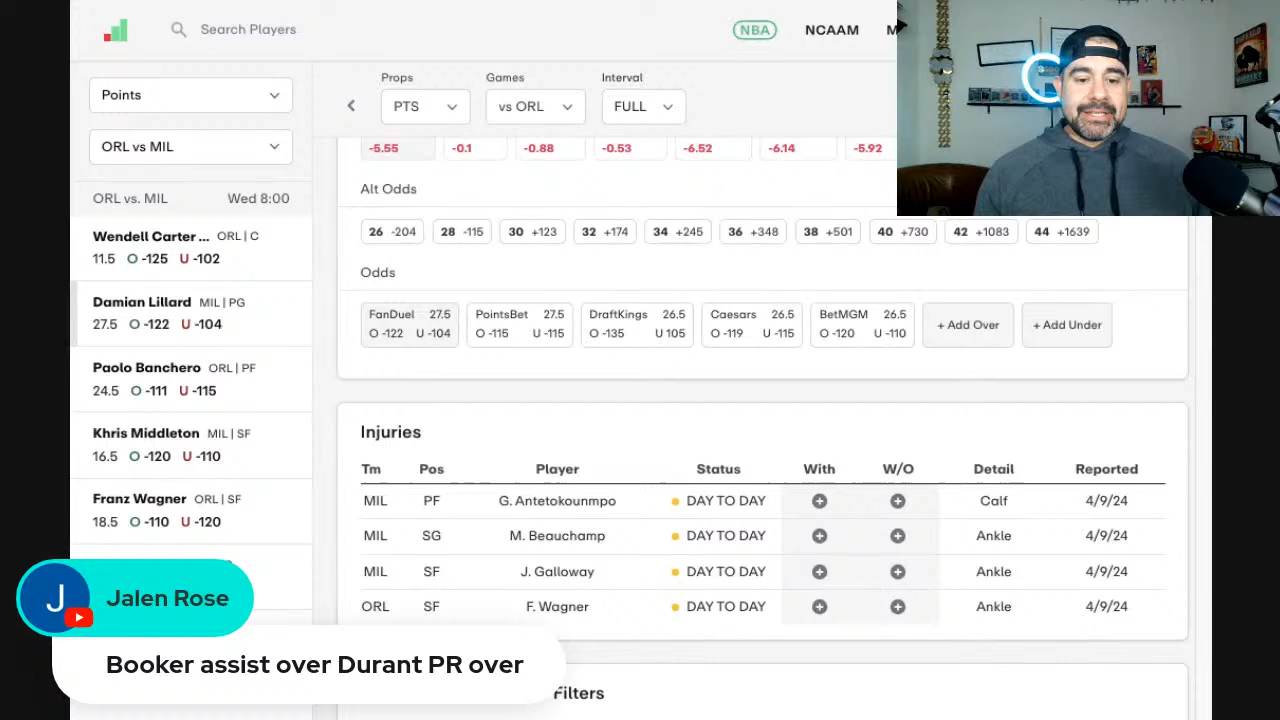 Search Players
NBA NCAAM M
Points
ORL vs MIL
Props Games Interval
PTS vs ORL FULL
-5.55 -0.1 -0.88 -0.53 -6.52 -6.14 -5.92
ORL vs. MIL Wed 8:00
Wendell Carter ... ORL | C
11.5 O -125 U -102
Damian Lillard MIL | PG
27.5 O -122 U -104
Paolo Banchero ORL | PF
24.5 O -111 U -115
Khris Middleton MIL | SF
16.5 O -120 U -110
Franz Wagner ORL | SF
18.5 O -110 U -120
Alt Odds
26 -204 28 -115 30 +123 32 +174 34 +245 36 +348 38 +501 40 +730 42 +1083 44 +1639
Odds
FanDuel 27.5 PointsBet 27.5 DraftKings 26.5 Caesars 26.5 BetMGM 26.5
O -122 U -104 O -115 U -115 O -135 U 105 O -119 U -115 O -120 U -110
+ Add Over + Add Under
Injuries
Tm Pos Player Status With W/O Detail Reported
MIL PF G. Antetokounmpo DAY TO DAY Calf 4/9/24
MIL SG M. Beauchamp DAY TO DAY Ankle 4/9/24
MIL SF J. Galloway DAY TO DAY Ankle 4/9/24
ORL SF F. Wagner DAY TO DAY Ankle 4/9/24
Filters
J Jalen Rose
Booker assist over Durant PR over